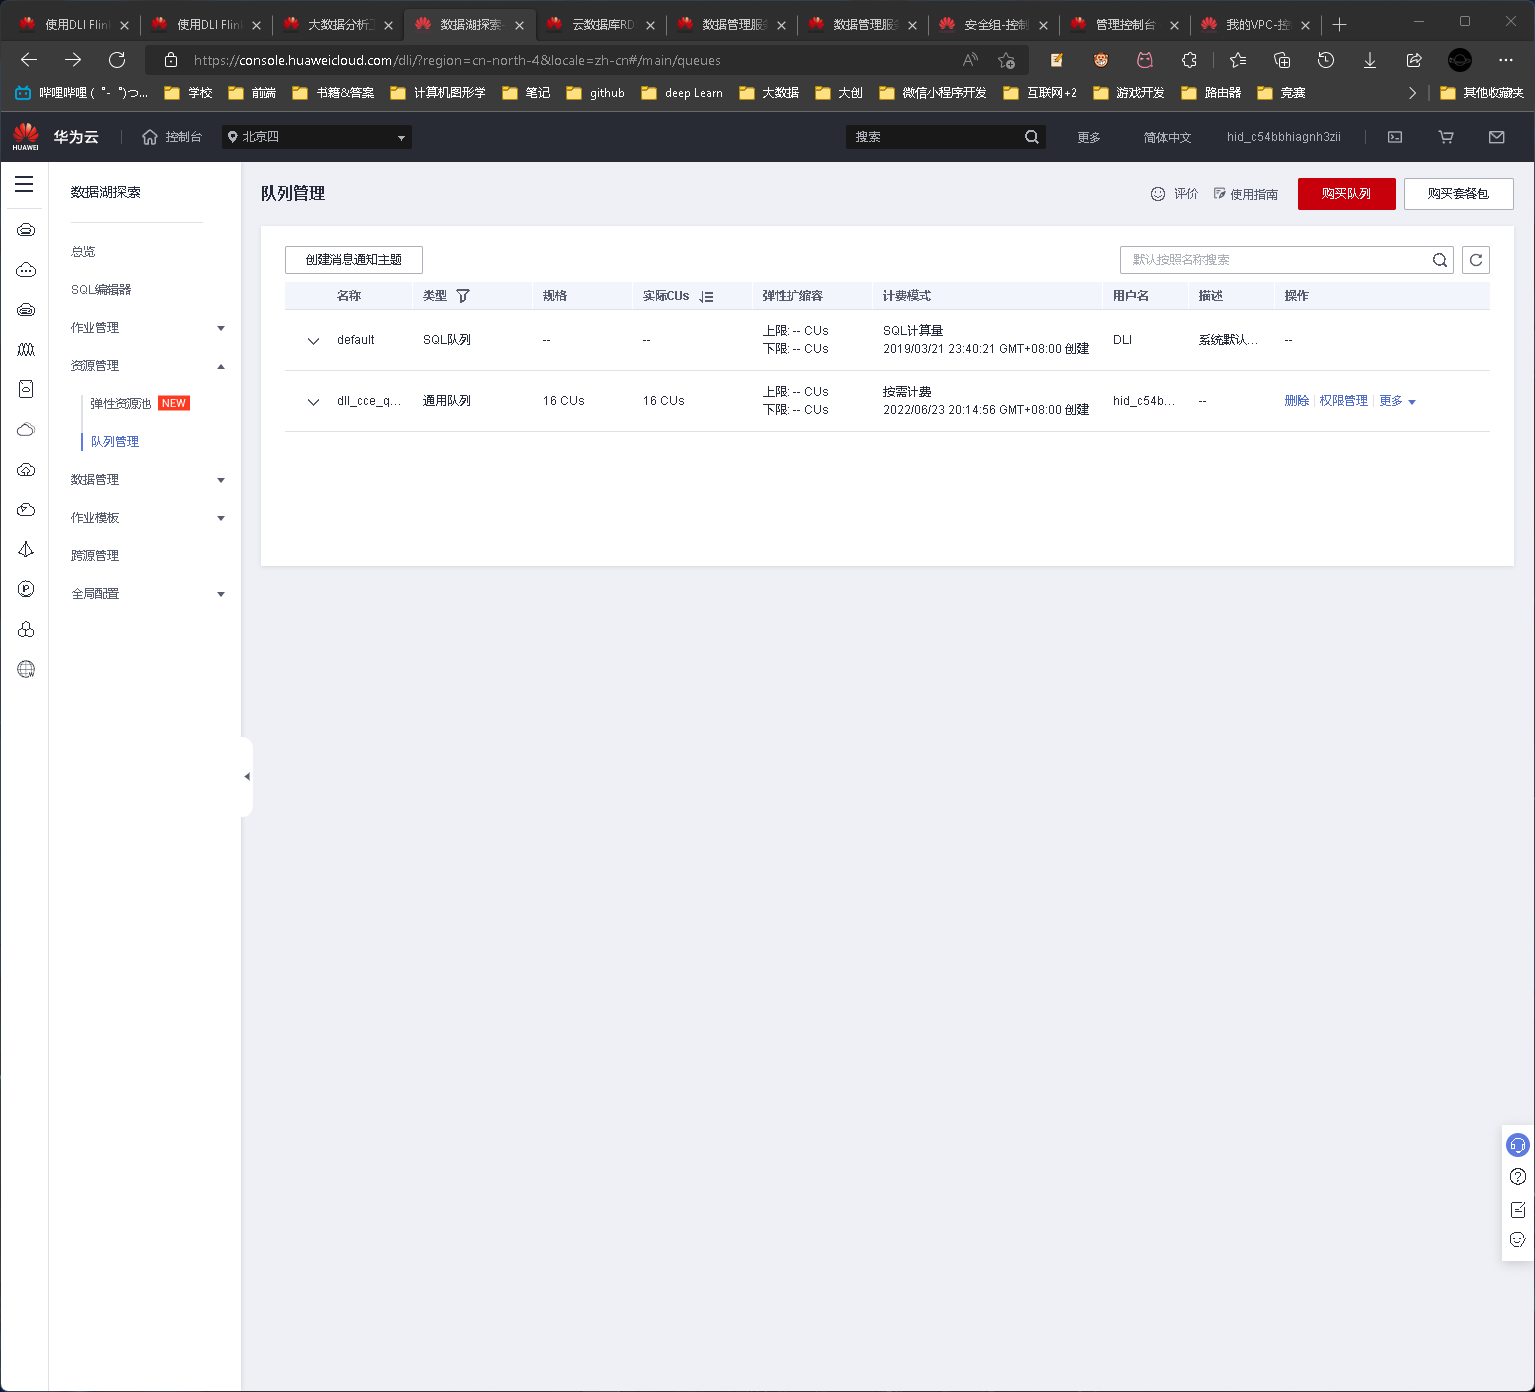 使用DLI Flin
使用DLI Flin
大数据分析
数据湖探索
云数据库RD
数据管理服
数据管理服
安全组-控制
管理控制台
我的VPC-控
https://console.huaweicloud.com/dli/?region=cn-north-4&locale=zh-cn#/main/queues
哔哩哔哩 (゜-゜)つ...
学校
前端
书籍&答案
计算机图形学
笔记
github
deep Learn
大数据
大创
微信小程序开发
互联网+2
游戏开发
路由器
竞赛
其他收藏夹
HUAWEI
华为云
控制台
北京四
搜索
更多
简体中文
hid_c54bbhiagnh3zii
数据湖探索
总览
SQL编辑器
作业管理
资源管理
弹性资源池 NEW
队列管理
数据管理
作业模板
跨源管理
全局配置
队列管理
评价
使用指南
购买队列
购买套餐包
创建消息通知主题
默认按照名称搜索
名称 类型 规格 实际CUs 弹性扩缩容 计费模式 用户名 描述 操作
default SQL队列 -- -- 上限: -- CUs SQL计算量 DLI 系统默认... --
下限: -- CUs 2019/03/21 23:40:21 GMT+08:00 创建
dll_cce_q... 通用队列 16 CUs 16 CUs 上限: -- CUs 按需计费 hid_c54b... -- 删除 权限管理 更多
下限: -- CUs 2022/06/23 20:14:56 GMT+08:00 创建